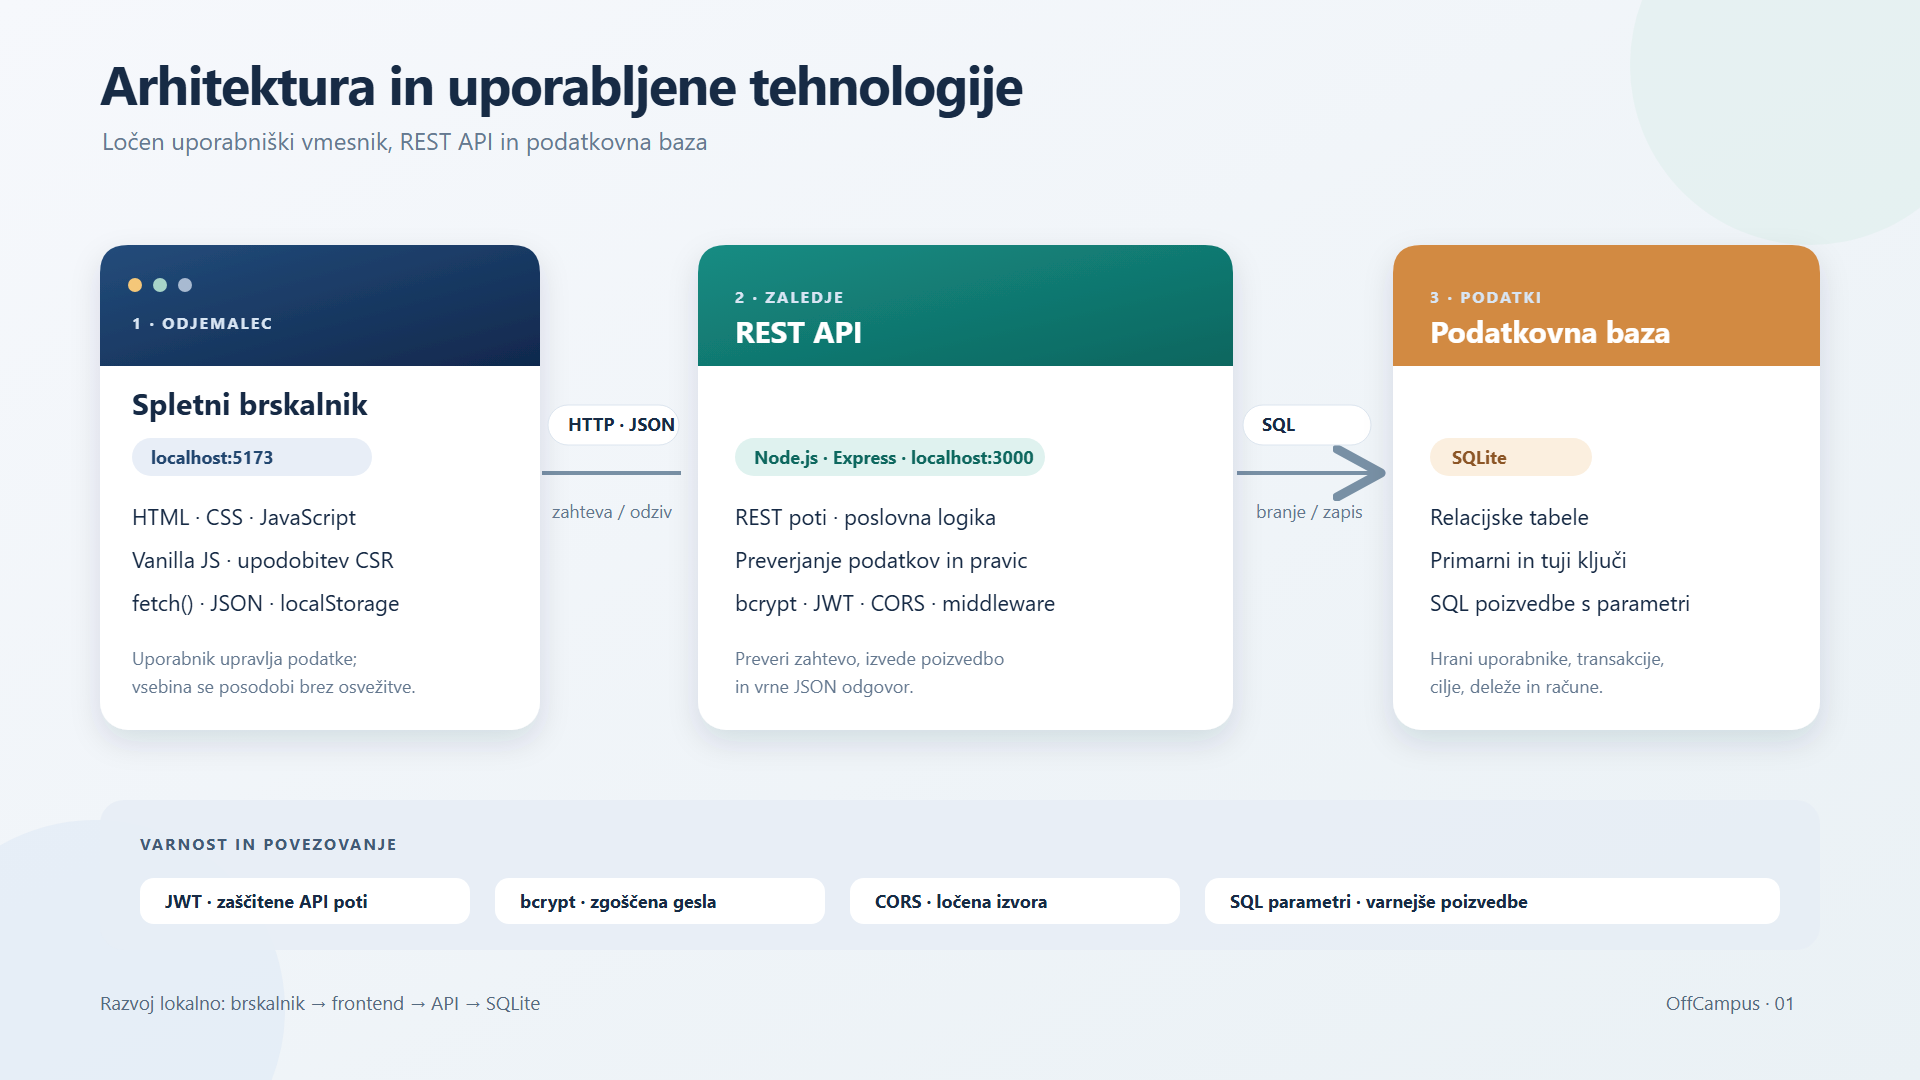 Arhitektura in uporabljene tehnologije
Ločen uporabniški vmesnik, REST API in podatkovna baza
1 · ODJEMALEC
Spletni brskalnik
localhost:5173
HTML · CSS · JavaScript
Vanilla JS · upodobitev CSR
fetch() · JSON · localStorage
Uporabnik upravlja podatke;
vsebina se posodobi brez osvežitve.
HTTP · JSON
zahteva / odziv
2 · ZALEDJE
REST API
Node.js · Express · localhost:3000
REST poti · poslovna logika
Preverjanje podatkov in pravic
bcrypt · JWT · CORS · middleware
Preveri zahtevo, izvede poizvedbo
in vrne JSON odgovor.
SQL
branje / zapis
3 · PODATKI
Podatkovna baza
SQLite
Relacijske tabele
Primarni in tuji ključi
SQL poizvedbe s parametri
Hrani uporabnike, transakcije,
cilje, deleže in račune.
VARNOST IN POVEZOVANJE
JWT · zaščitene API poti
bcrypt · zgoščena gesla
CORS · ločena izvora
SQL parametri · varnejše poizvedbe
Razvoj lokalno: brskalnik → frontend → API → SQLite
OffCampus · 01